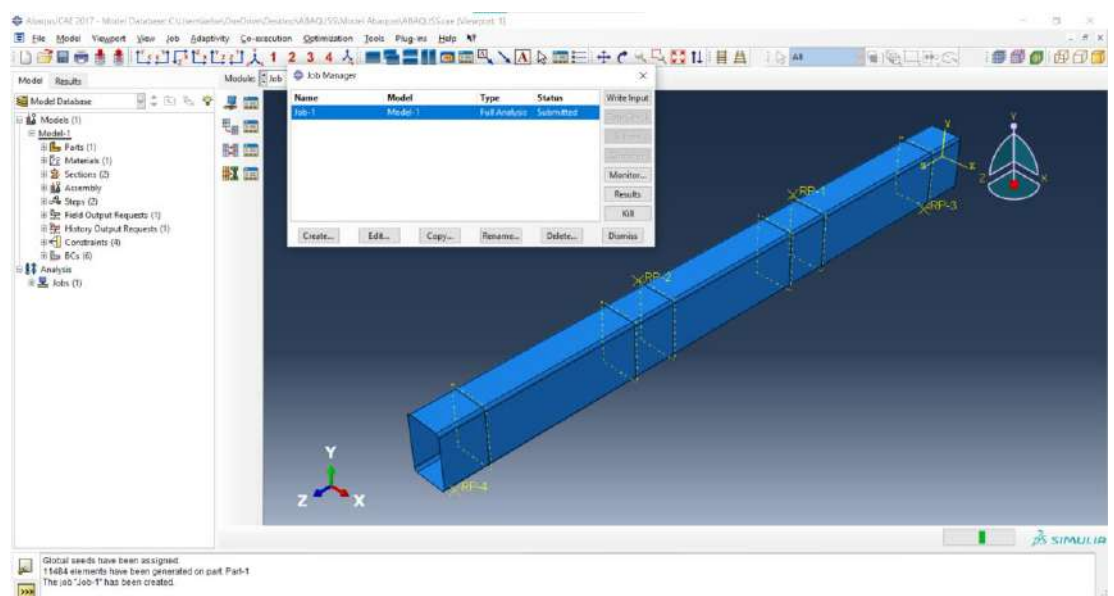 Abaqus/CAE 2017 - Model Database: [Viewport: 1]
File Model Viewport View Job Adaptivity Co-execution Optimization Tools Plug-ins Help
1 2 3 4 A All
Model Results Module: Job
Job Manager
Name Model Type Status Write Input
Job-1 Model-1 Full Analysis Submitted
Monitor...
Results
Kill
Create... Edit... Copy... Rename... Delete... Dismiss
Model Database
Models (1)
Model-1
Parts (1)
Materials (1)
Sections (2)
Assembly
Steps (2)
Field Output Requests (1)
History Output Requests (1)
Constraints (4)
BCs (6)
Analysis
Jobs (1)
RP-1
RP-3
RP-2
RP-4
Y
Z X
Y
Z X
SIMULIA
Global seeds have been assigned.
11484 elements have been generated on part: Part-1
The job "Job-1" has been created.
>>>